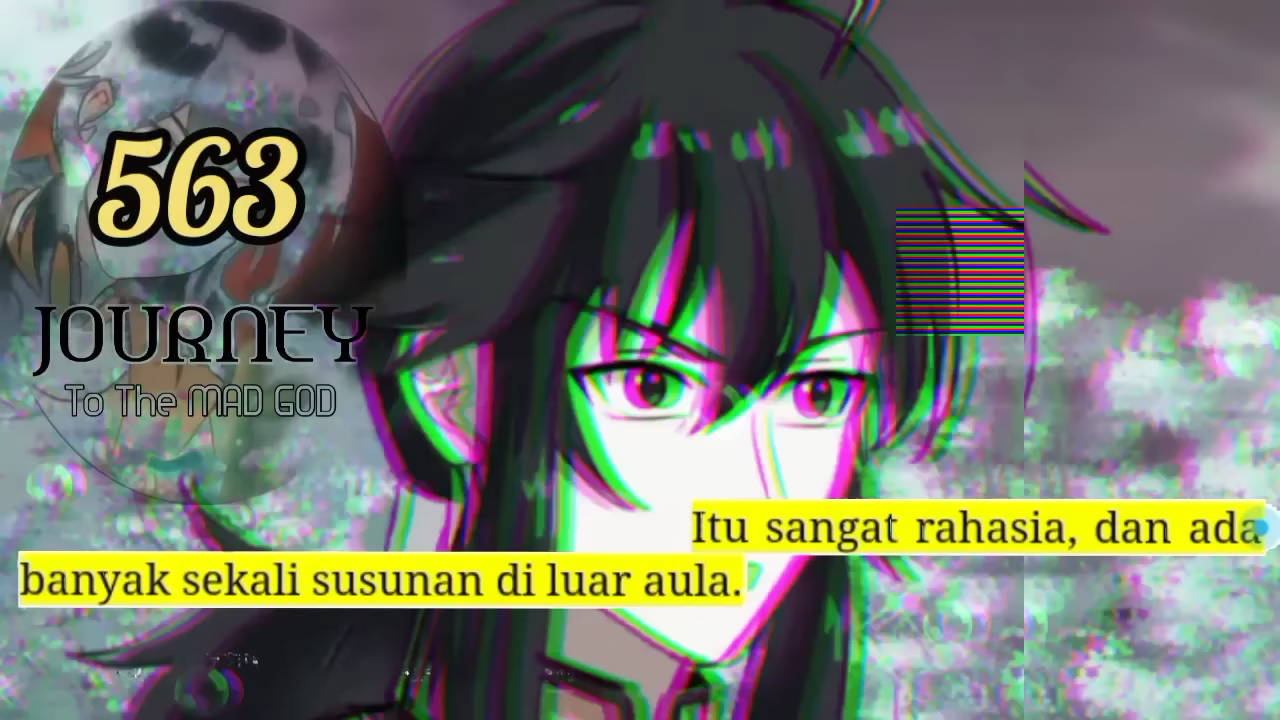 563
JOURNEY
To The MAD GOD
Itu sangat rahasia, dan ada
banyak sekali susunan di luar aula.